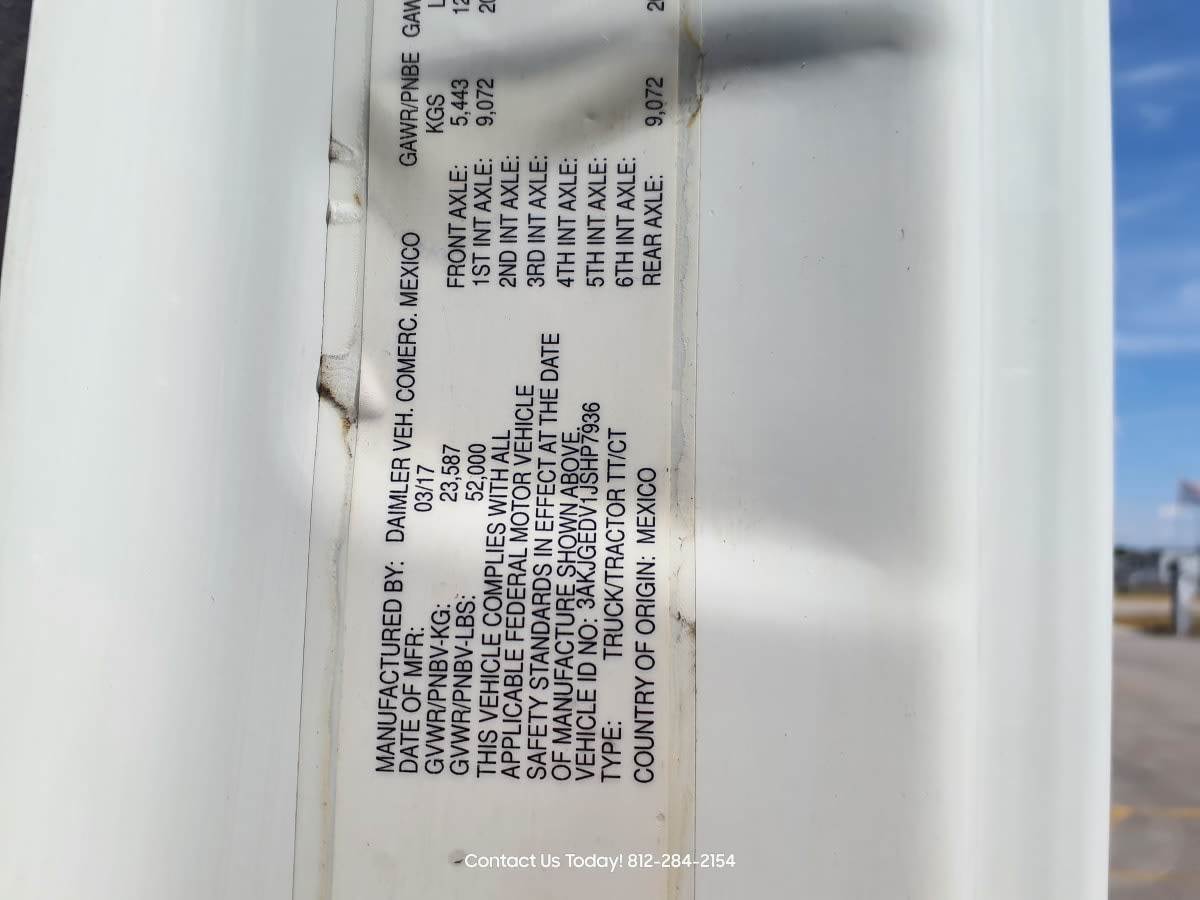 MANUFACTURED BY: DAIMLER VEH. COMERC. MEXICO GAWR/PNBE GAW
DATE OF MFR: 03/17 KGS L
GVWR/PNBV-KG: 23,587 FRONT AXLE: 5,443 12
GVWR/PNBV-LBS: 52,000 1ST INT AXLE: 9,072 20
THIS VEHICLE COMPLIES WITH ALL 2ND INT AXLE:
APPLICABLE FEDERAL MOTOR VEHICLE 3RD INT AXLE:
SAFETY STANDARDS IN EFFECT AT THE DATE 4TH INT AXLE:
OF MANUFACTURE SHOWN ABOVE. 5TH INT AXLE:
VEHICLE ID NO: 3AKJGEDV1JSHP7936 6TH INT AXLE:
TYPE: TRUCK/TRACTOR TT/CT REAR AXLE: 9,072 20
COUNTRY OF ORIGIN: MEXICO
Contact Us Today! 812-284-2154